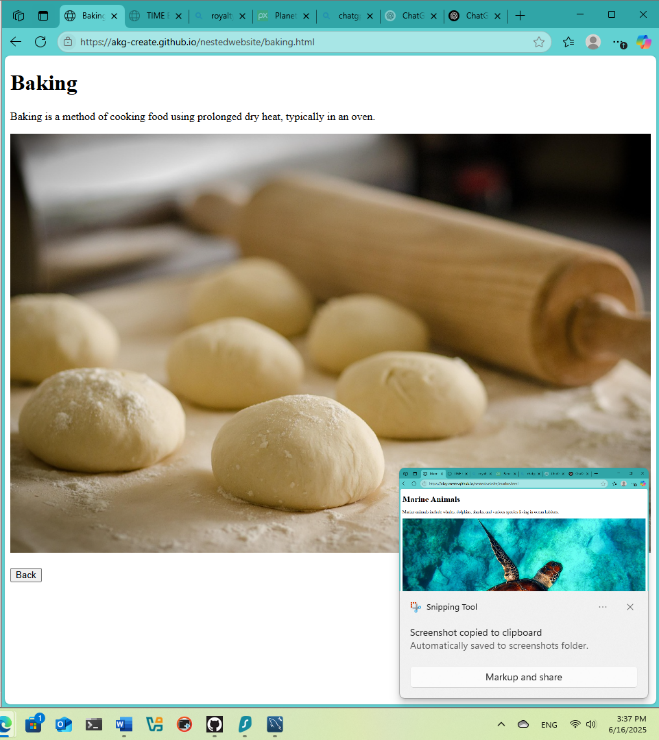 Baking
TIME
royalt
Planet
chatg
ChatG
ChatG
https://akg-create.github.io/nestedwebsite/baking.html
Baking
Baking is a method of cooking food using prolonged dry heat, typically in an oven.
Marine Animals
Back
Snipping Tool
Screenshot copied to clipboard
Automatically saved to screenshots folder.
Markup and share
1
ENG
3:37 PM
6/16/2025